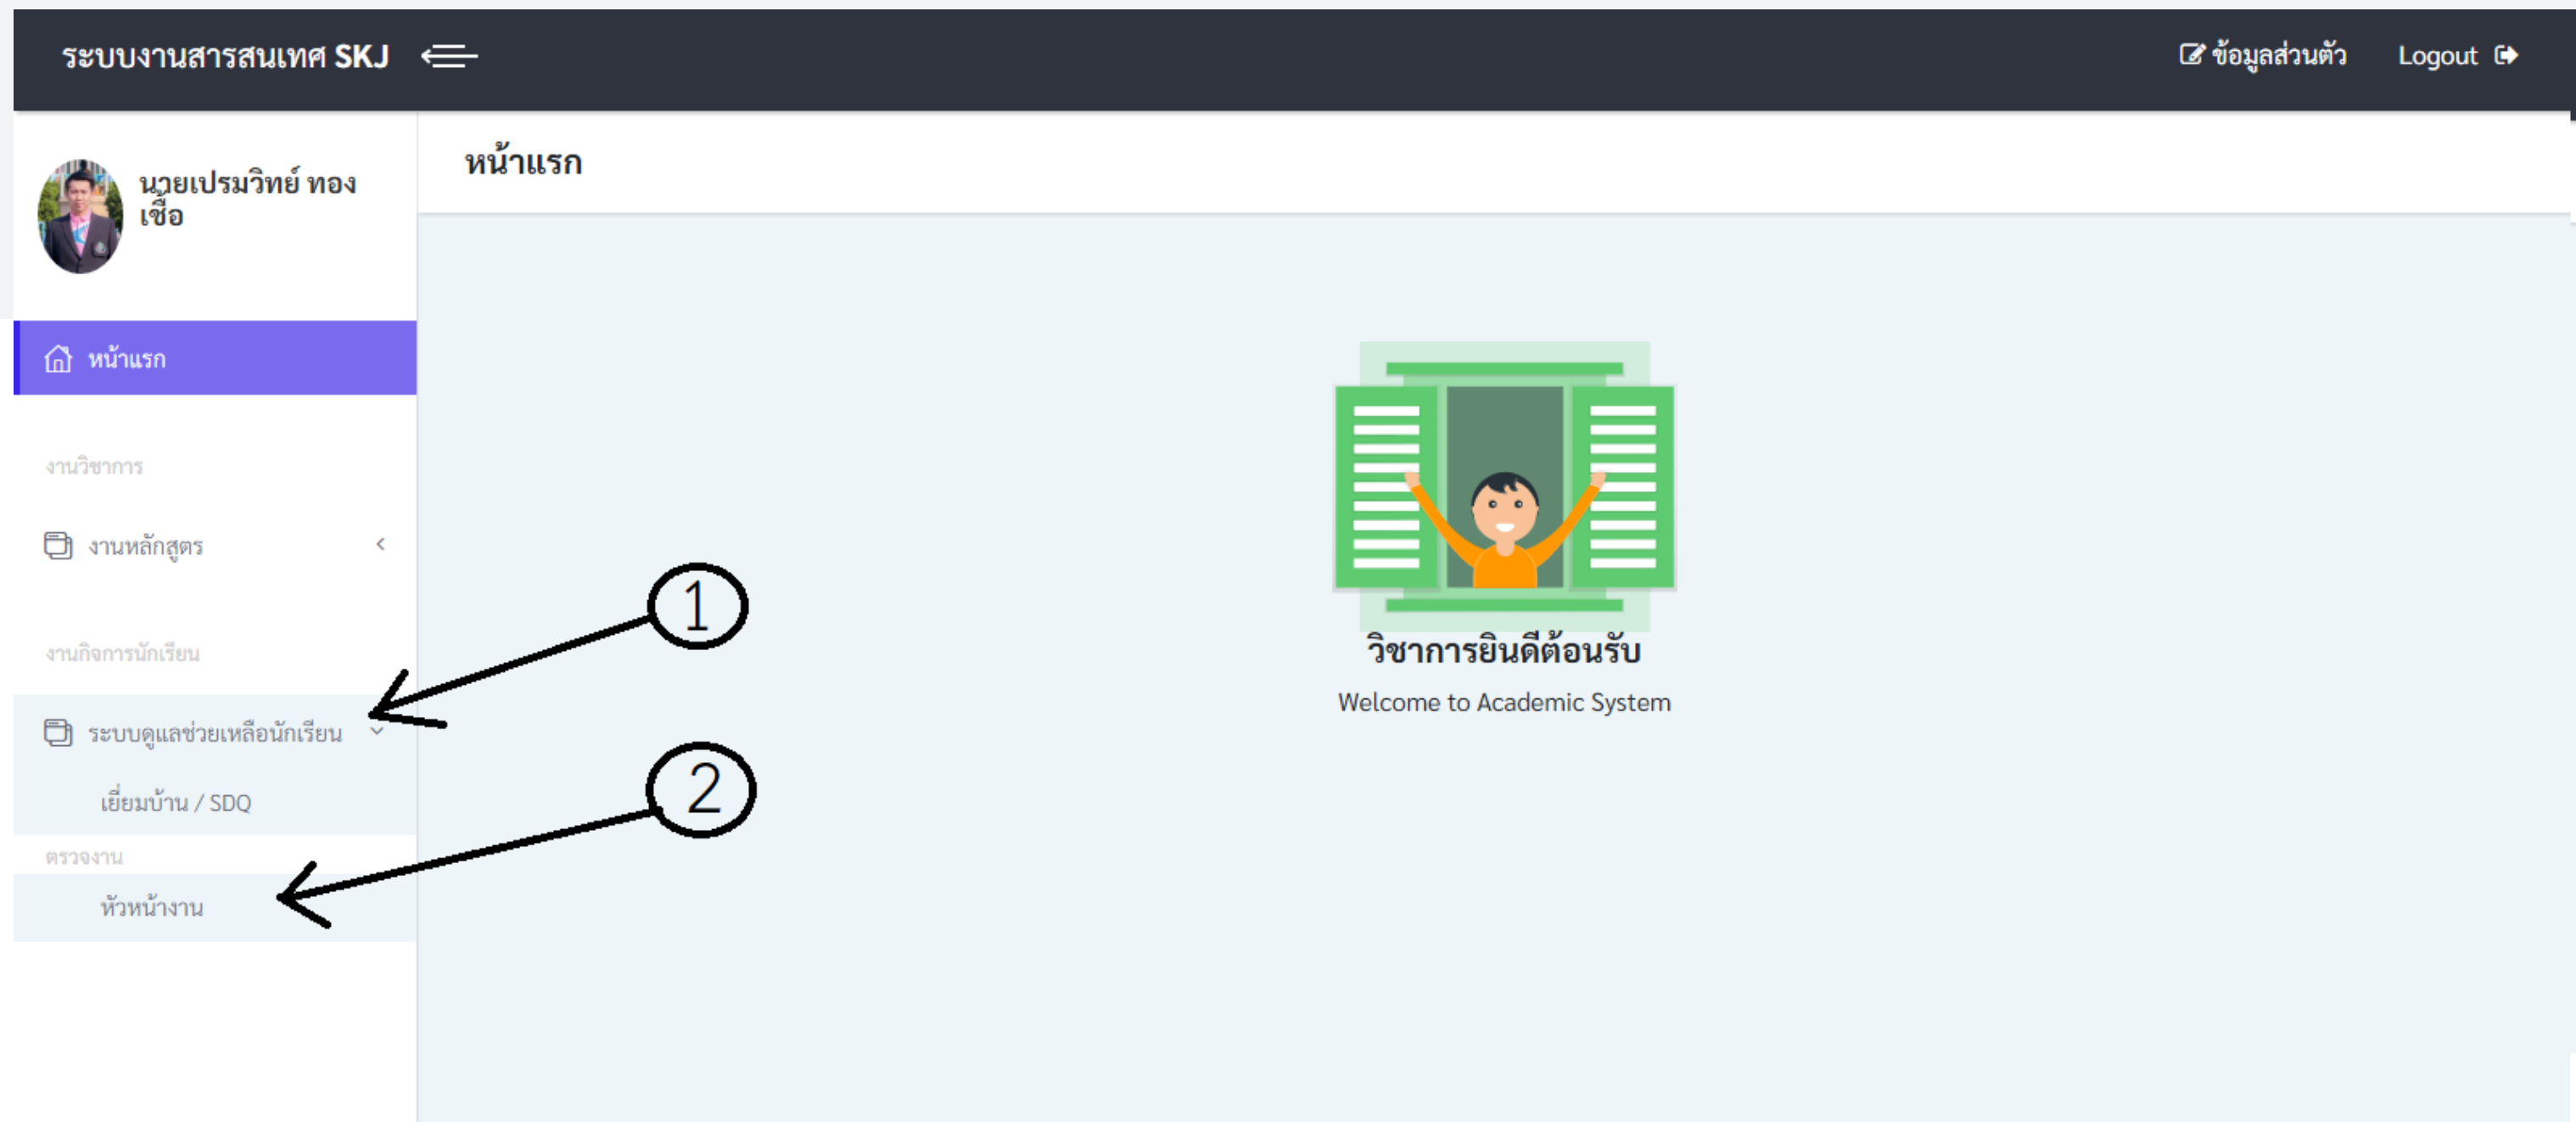 ระบบงานสารสนเทศ SKJ
ข้อมูลส่วนตัว Logout
นายเปรมวิทย์ ทอง
เชื้อ
หน้าแรก
หน้าแรก
งานวิชาการ
งานหลักสูตร
งานกิจการนักเรียน
ระบบดูแลช่วยเหลือนักเรียน
เยี่ยมบ้าน / SDQ
ตรวจงาน
หัวหน้างาน
1
2
วิชาการยินดีต้อนรับ
Welcome to Academic System